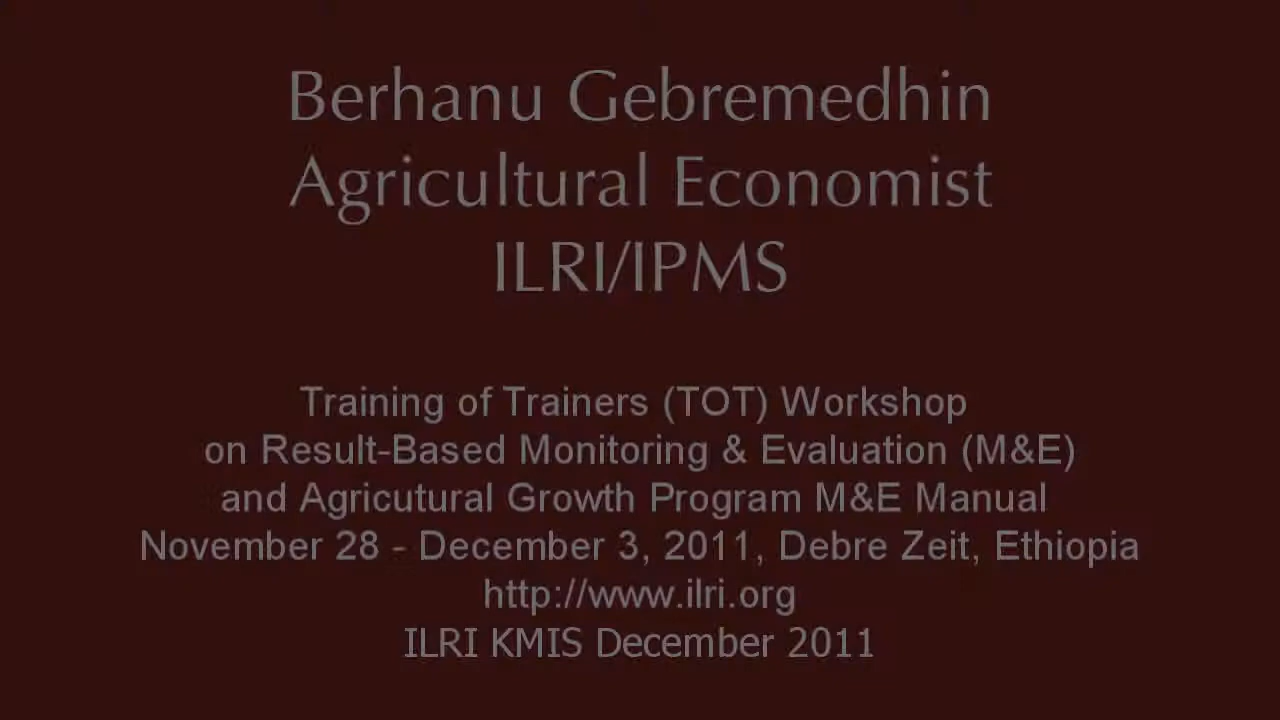 Berhanu Gebremedhin
Agricultural Economist
ILRI/IPMS
Training of Trainers (TOT) Workshop
on Result-Based Monitoring & Evaluation (M&E)
and Agricutural Growth Program M&E Manual
November 28 - December 3, 2011, Debre Zeit, Ethiopia
http://www.ilri.org
ILRI KMIS December 2011